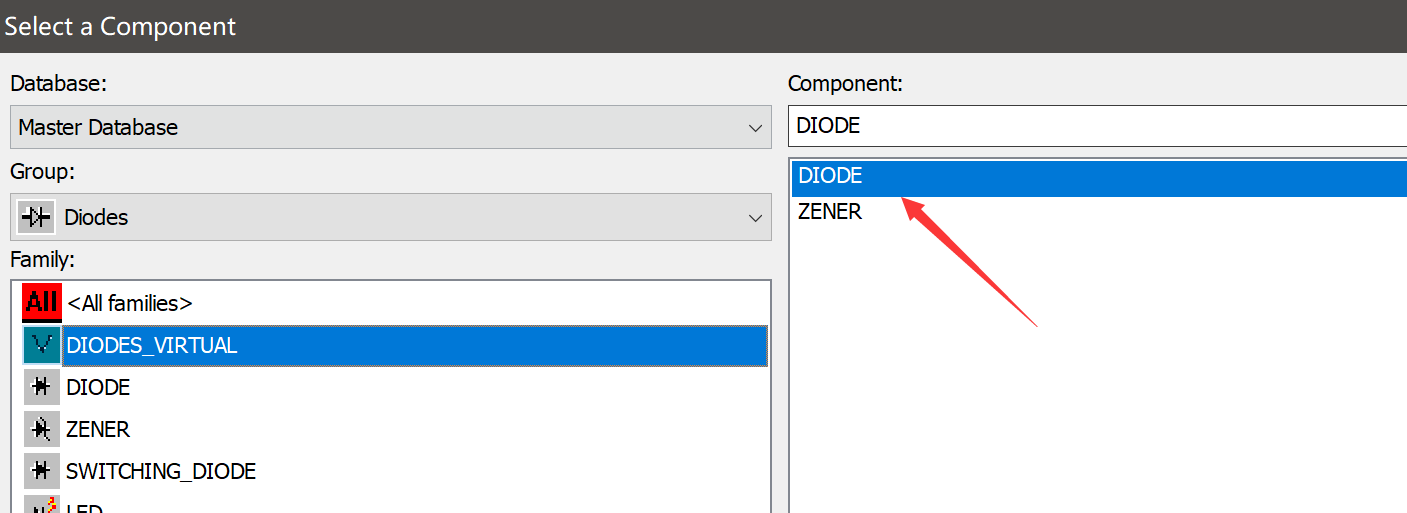 Select a Component
Database:
Master Database
Group:
Diodes
Family:
All <All families>
V DIODES_VIRTUAL
DIODE
ZENER
SWITCHING_DIODE
LED
Component:
DIODE
DIODE
ZENER